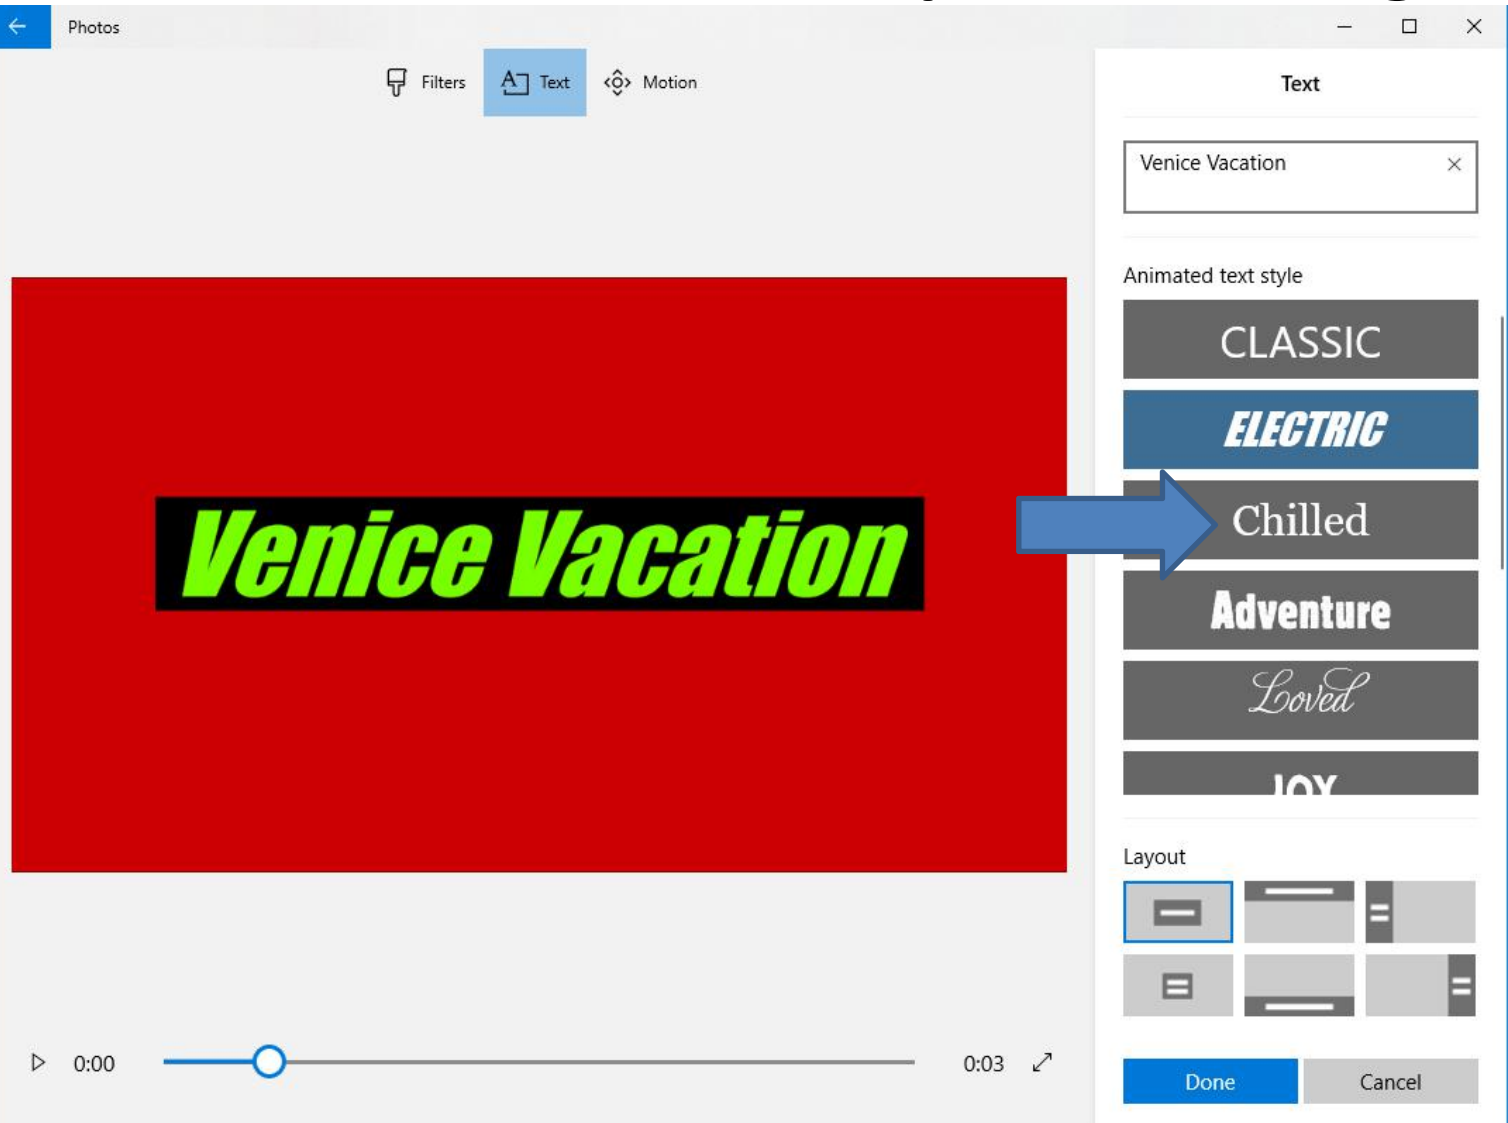 Photos
Filters
Text
Motion
Text
Venice Vacation
Animated text style
CLASSIC
ELECTRIC
Chilled
Adventure
Loved
JOY
Venice Vacation
Layout
0:00
0:03
Done
Cancel